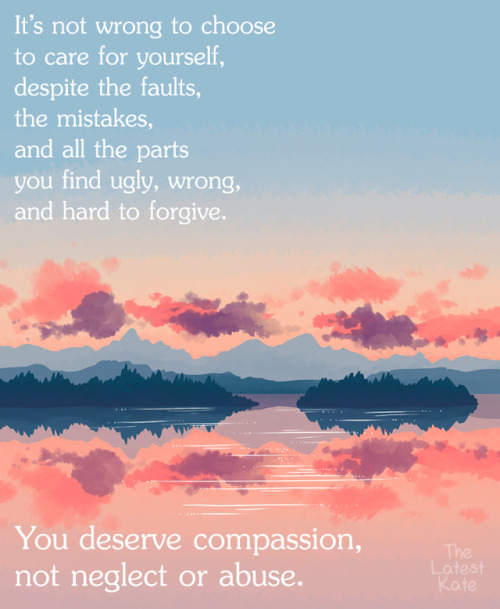 It's not wrong to choose
to care for yourself,
despite the faults,
the mistakes,
and all the parts
you find ugly, wrong,
and hard to forgive.
You deserve compassion,
not neglect or abuse.
The
Latest
Kate